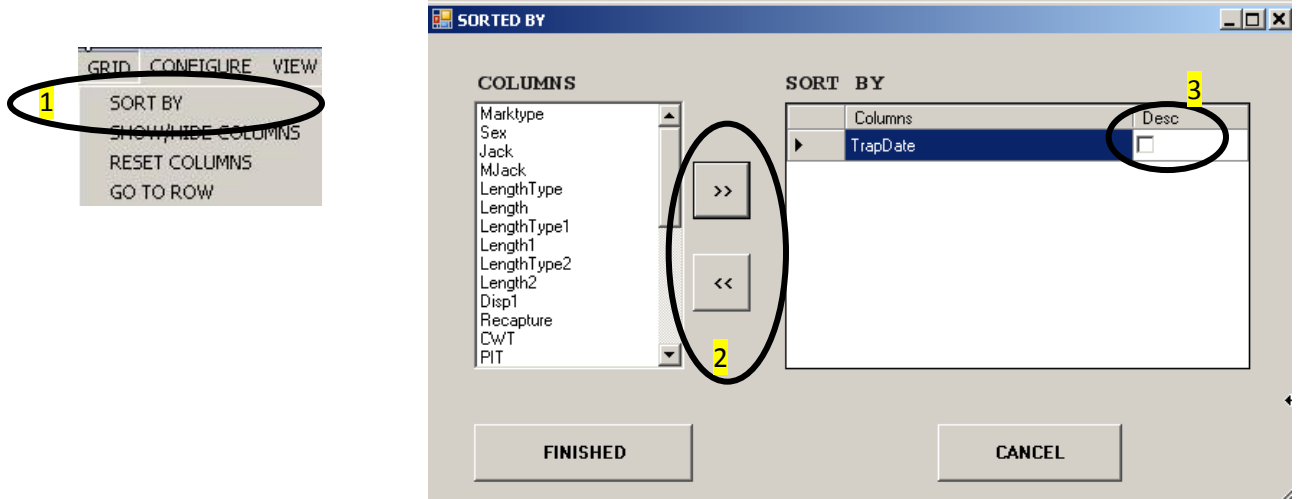 GRID CONFIGURE VIEW
1 SORT BY
SHOW/HIDE COLUMNS
RESET COLUMNS
GO TO ROW
SORTED BY
COLUMNS
Marktype
Sex
Jack
MJack
LengthType
Length
LengthType1
Length1
LengthType2
Length2
Disp1
Recapture
CWT
PIT
>>
<<
2
SORT BY
3
Columns Desc
TrapDate
FINISHED
CANCEL